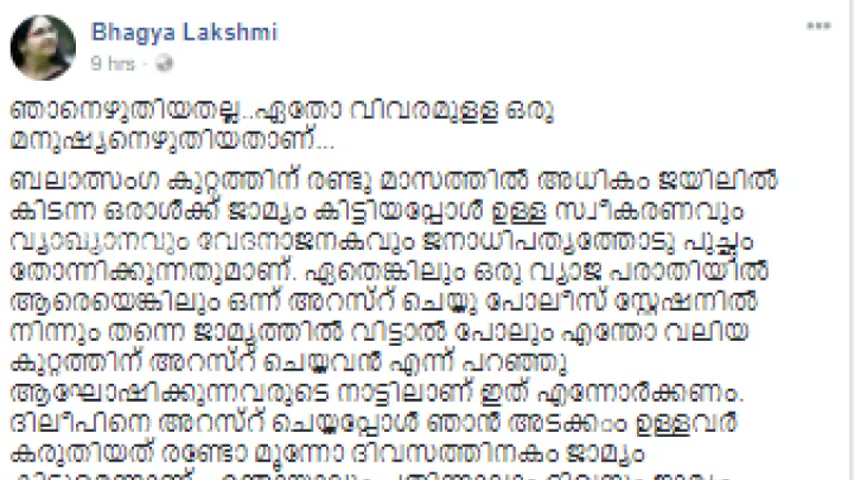 Bhagya Lakshmi
9 hrs ·
ഞാനെഴുതിയതല്ല..ഏതോ വിവരമുളള ഒരു
മനുഷ്യനെഴുതിയതാണ്...
ബലാത്സംഗ കുറ്റത്തിന് രണ്ടു മാസത്തിൽ അധികം ജയിലിൽ
കിടന്ന ഒരാൾക്ക് ജാമ്യം കിട്ടിയപ്പോൾ ഉള്ള സ്വീകരണവും
വ്യാഖ്യാനവും വേദനാജനകവും ജനാധിപത്യത്തോടു പുച്ഛം
തോന്നിക്കുന്നതുമാണ്. ഏതെങ്കിലും ഒരു വ്യാജ പരാതിയിൽ
ആരെയെങ്കിലും ഒന്ന് അറസ്റ് ചെയ്തു പോലീസ് സ്റ്റേഷനിൽ
നിന്നും തന്നെ ജാമ്യത്തിൽ വിട്ടാൽ പോലും എന്തോ വലിയ
കുറ്റത്തിന് അറസ്റ് ചെയ്തവൻ എന്ന് പറഞ്ഞു
ആഘോഷിക്കുന്നവരുടെ നാട്ടിലാണ് ഇത് എന്നോർക്കണം.
ദിലീപിനെ അറസ്റ് ചെയ്തപ്പോൾ ഞാൻ അടക്കം ഉള്ളവർ
കരുതിയത് രണ്ടോ മൂന്നോ ദിവസത്തിനകം ജാമ്യം